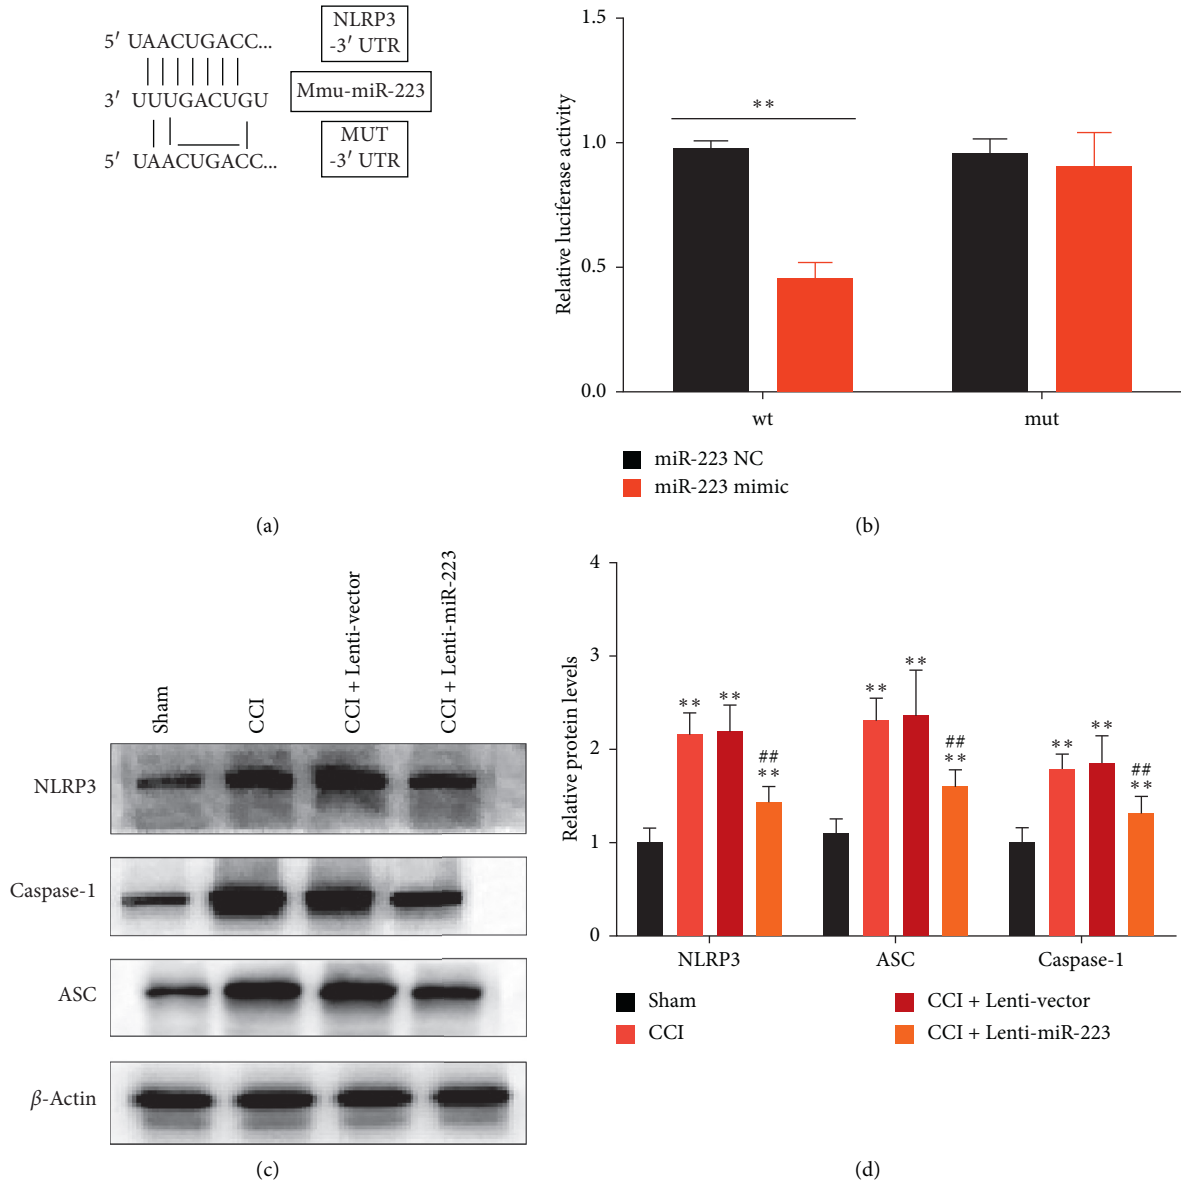 5′ UAACUGACC...
NLRP3
-3′ UTR
3′ UUUGACUGU
Mmu-miR-223
5′ UAACUGACC...
MUT
-3′ UTR
(a)
Relative luciferase activity
1.5
1.0
0.5
0.0
**
wt
mut
miR-223 NC
miR-223 mimic
(b)
Sham
CCI
CCI + Lenti-vector
CCI + Lenti-miR-223
NLRP3
Caspase-1
ASC
β-Actin
(c)
Relative protein levels
4
3
2
1
0
**
**
##
**
**
**
##
**
**
**
##
**
NLRP3
ASC
Caspase-1
Sham
CCI
CCI + Lenti-vector
CCI + Lenti-miR-223
(d)